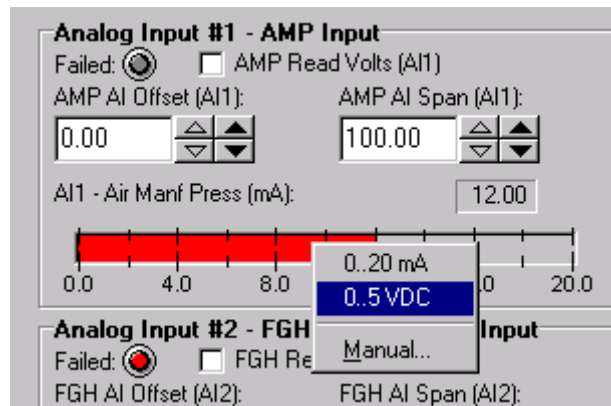 Analog Input #1 - AMP Input
Failed: AMP Read Volts (AI1)
AMP AI Offset (AI1): AMP AI Span (AI1):
0.00 100.00
AI1 - Air Manf Press (mA): 12.00
0..20 mA
0.0 4.0 8.0 .0 20.0
0..5 VDC
Analog Input #2 - FGH Input
Manual...
Failed: FGH Re
FGH AI Offset (AI2): FGH AI Span (AI2):